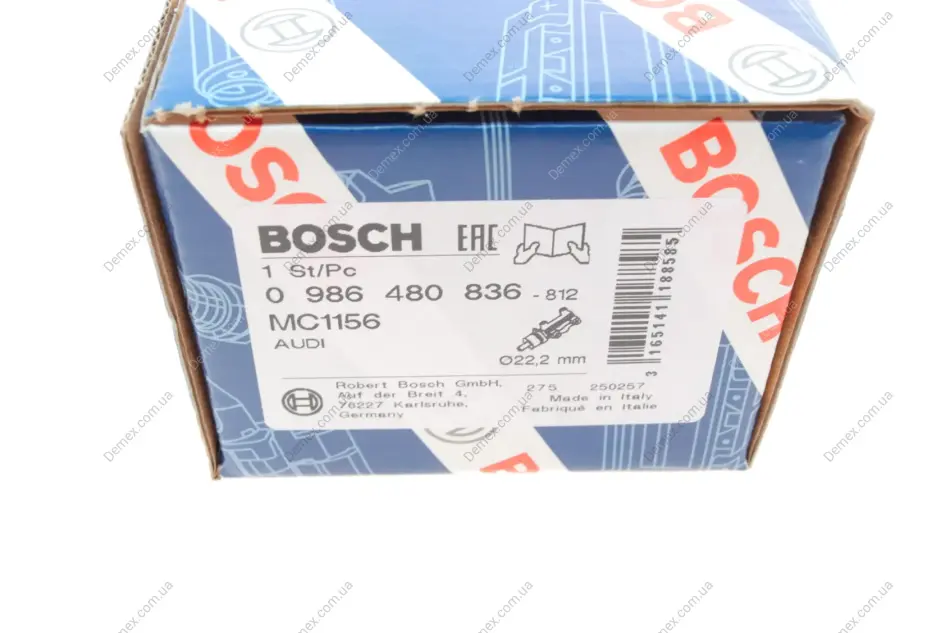 BOSCH
BOSCH
BOSCH EAC
1 St/Pc
0 986 480 836 - 812
MC1156
AUDI
Ø22,2 mm
3 165141 188585
Robert Bosch GmbH,
Auf der Breit 4,
76227 Karlsruhe,
Germany
275 250257
Made in Italy
Fabriqué en Italie
Demex.com.ua